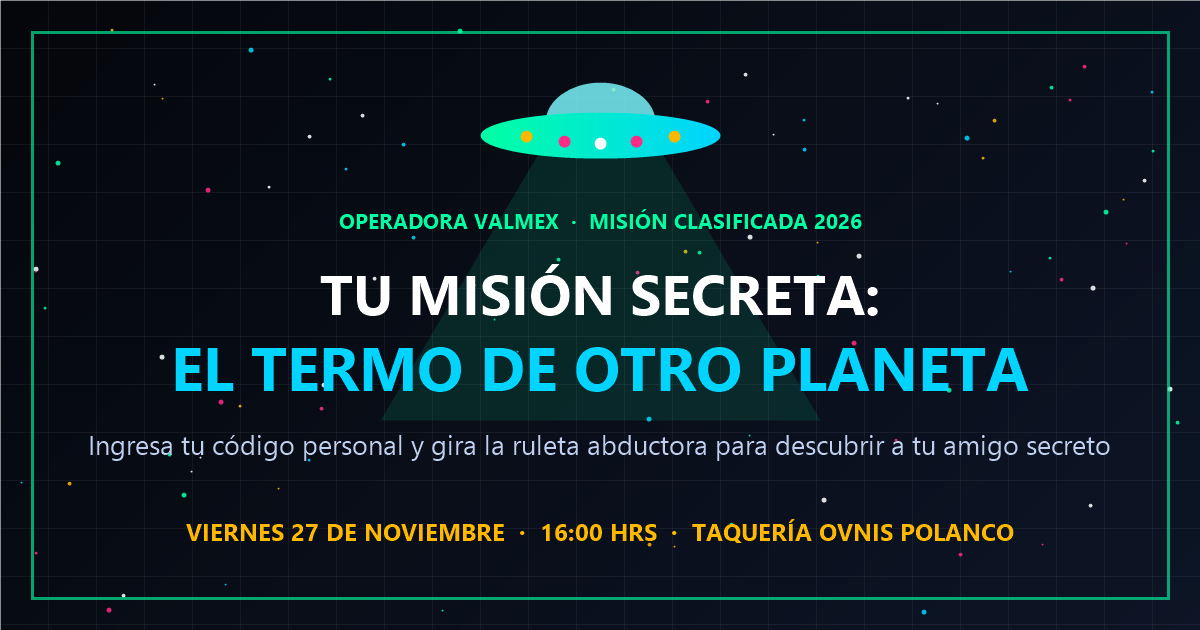 OPERADORA VALMEX · MISIÓN CLASIFICADA 2026
TU MISIÓN SECRETA:
EL TERMO DE OTRO PLANETA
Ingresa tu código personal y gira la ruleta abductora para descubrir a tu amigo secreto
VIERNES 27 DE NOVIEMBRE · 16:00 HRS · TAQUERÍA OVNIS POLANCO